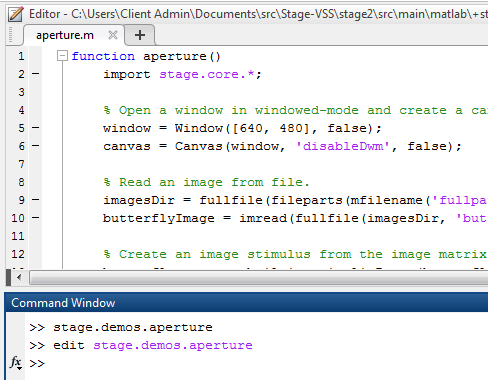 Editor - C:\Users\Client Admin\Documents\src\Stage-VSS\stage2\src\main\matlab\+st
aperture.m
1 function aperture()
2 import stage.core.*;
3
4 % Open a window in windowed-mode and create a ca
5 window = Window([640, 480], false);
6 canvas = Canvas(window, 'disableDwm', false);
7
8 % Read an image from file.
9 imagesDir = fullfile(fileparts(mfilename('fullpa
10 butterflyImage = imread(fullfile(imagesDir, 'but
11
12 % Create an image stimulus from the image matrix
Command Window
>> stage.demos.aperture
>> edit stage.demos.aperture
fx >>